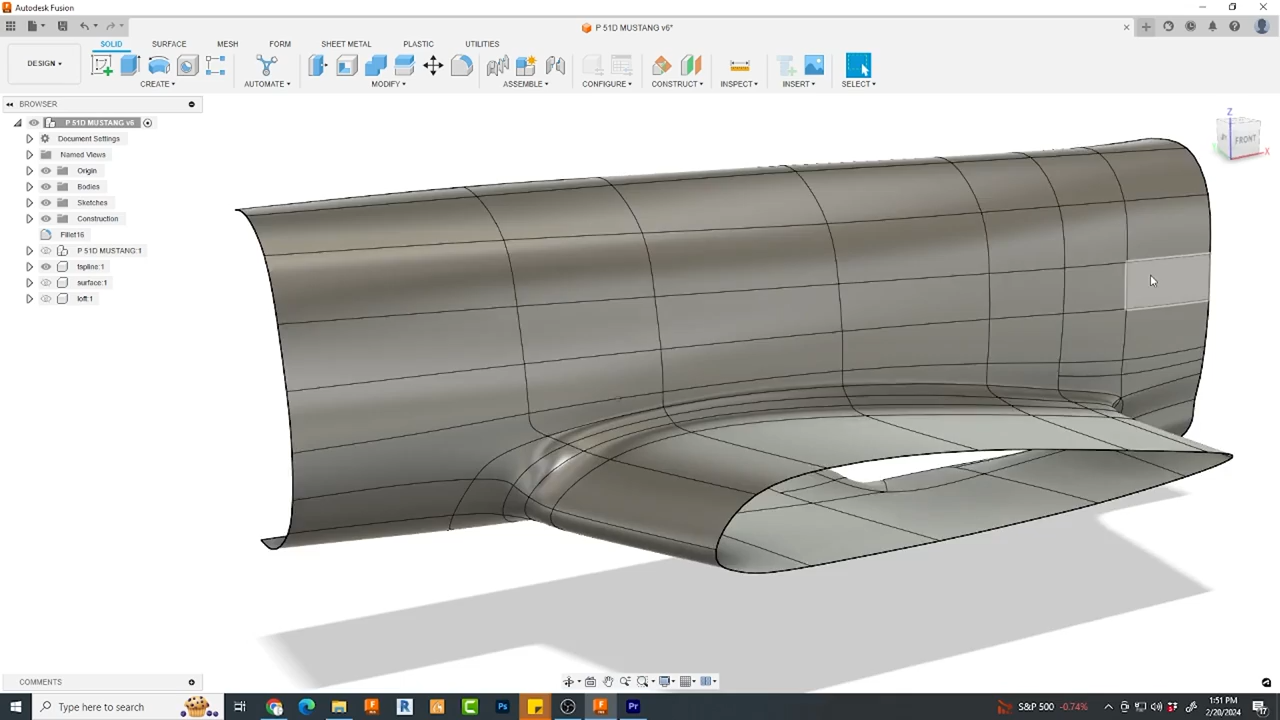 Autodesk Fusion
P 51D MUSTANG v6*
DESIGN
SOLID SURFACE MESH FORM SHEET METAL PLASTIC UTILITIES
CREATE AUTOMATE MODIFY ASSEMBLE CONFIGURE CONSTRUCT INSPECT INSERT SELECT
BROWSER
P 51D MUSTANG v6
Document Settings
Named Views
Origin
Bodies
Sketches
Construction
Fillet16
P 51D MUSTANG:1
tspline:1
surface:1
loft:1
Z
FRONT
X
COMMENTS
Type here to search
S&P 500 -0.74%
1:51 PM
2/20/2024
17